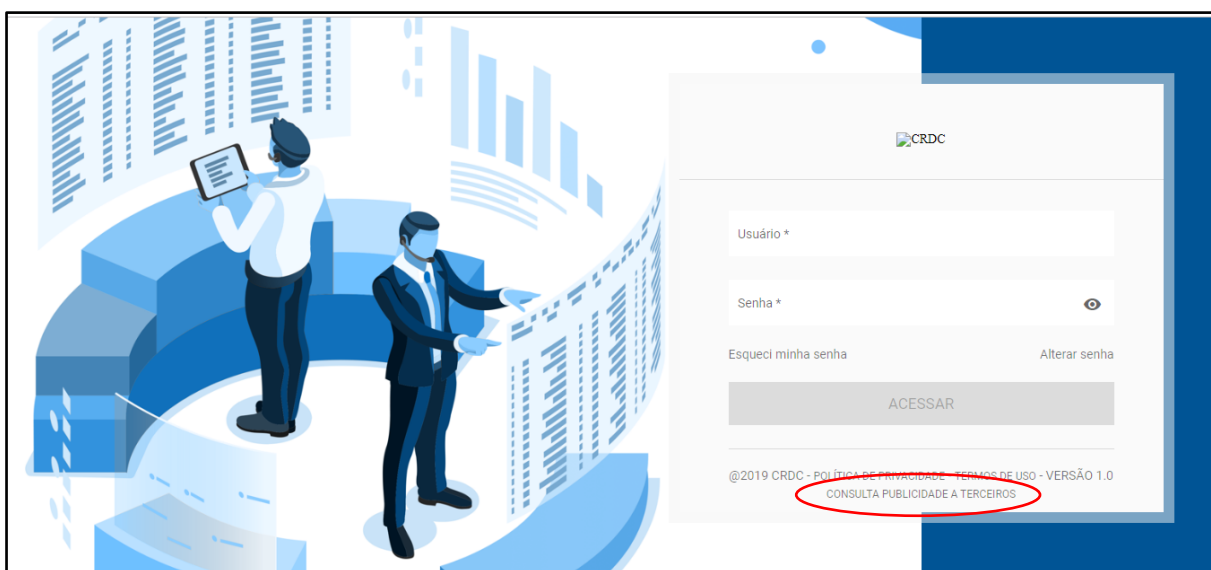 CRDC
Usuário *
Senha *
Esqueci minha senha Alterar senha
ACESSAR
@2019 CRDC - POLÍTICA DE PRIVACIDADE - TERMOS DE USO - VERSÃO 1.0
CONSULTA PUBLICIDADE A TERCEIROS